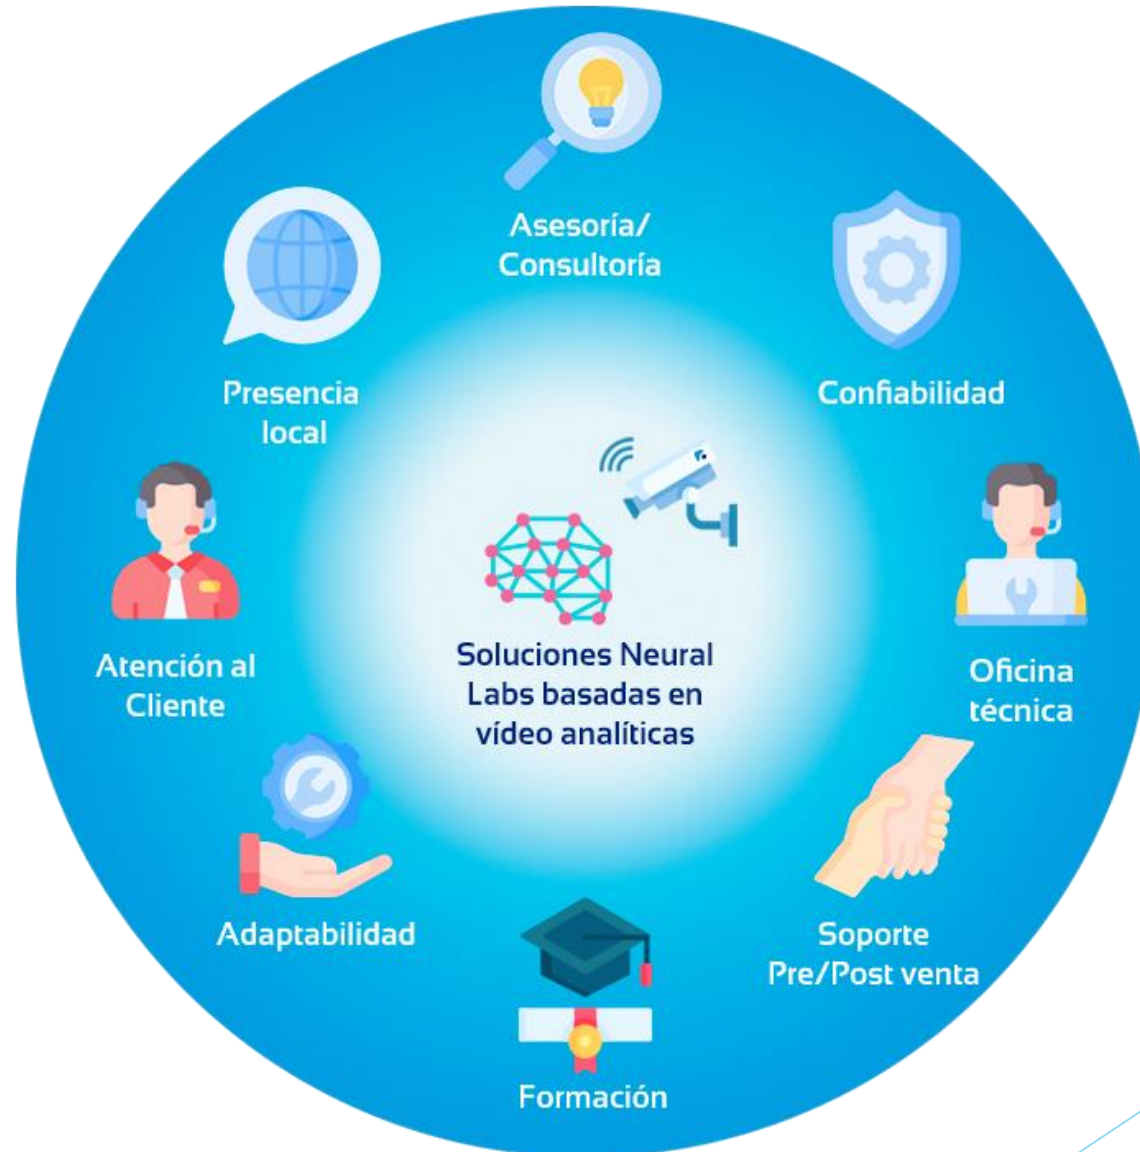 Asesoría/
Consultoría
Confiabilidad
Oficina
técnica
Soporte
Pre/Post venta
Formación
Adaptabilidad
Atención al
Cliente
Presencia
local
Soluciones Neural
Labs basadas en
vídeo analíticas